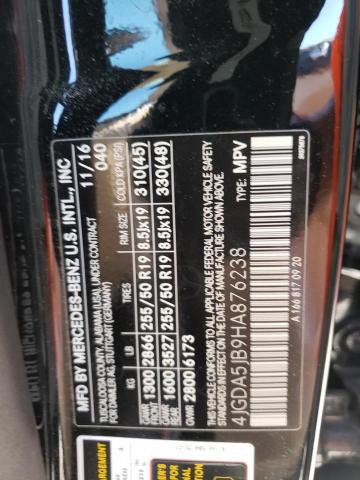 MFG BY MERCEDES-BENZ U.S. INTL., INC
TUSCALOOSA COUNTY, ALABAMA (USA), UNDER CONTRACT
FOR DAIMLER AG, STUTTGART (GERMANY)
11/16
040
KG LB TIRES RIM SIZE COLD KPA (PSI)
GAWR 1300 2866 255/50 R19 8.5Jx19 310(45)
GAWR 1600 3527 255/50 R19 8.5Jx19 330(48)
GVWR 2800 6173
THIS VEHICLE CONFORMS TO ALL APPLICABLE FEDERAL MOTOR VEHICLE SAFETY
STANDARDS IN EFFECT ON THE DATE OF MANUFACTURE SHOWN ABOVE.
TYPE: MPV
4JGDA5JB9HA876238
A 166 817 09 20